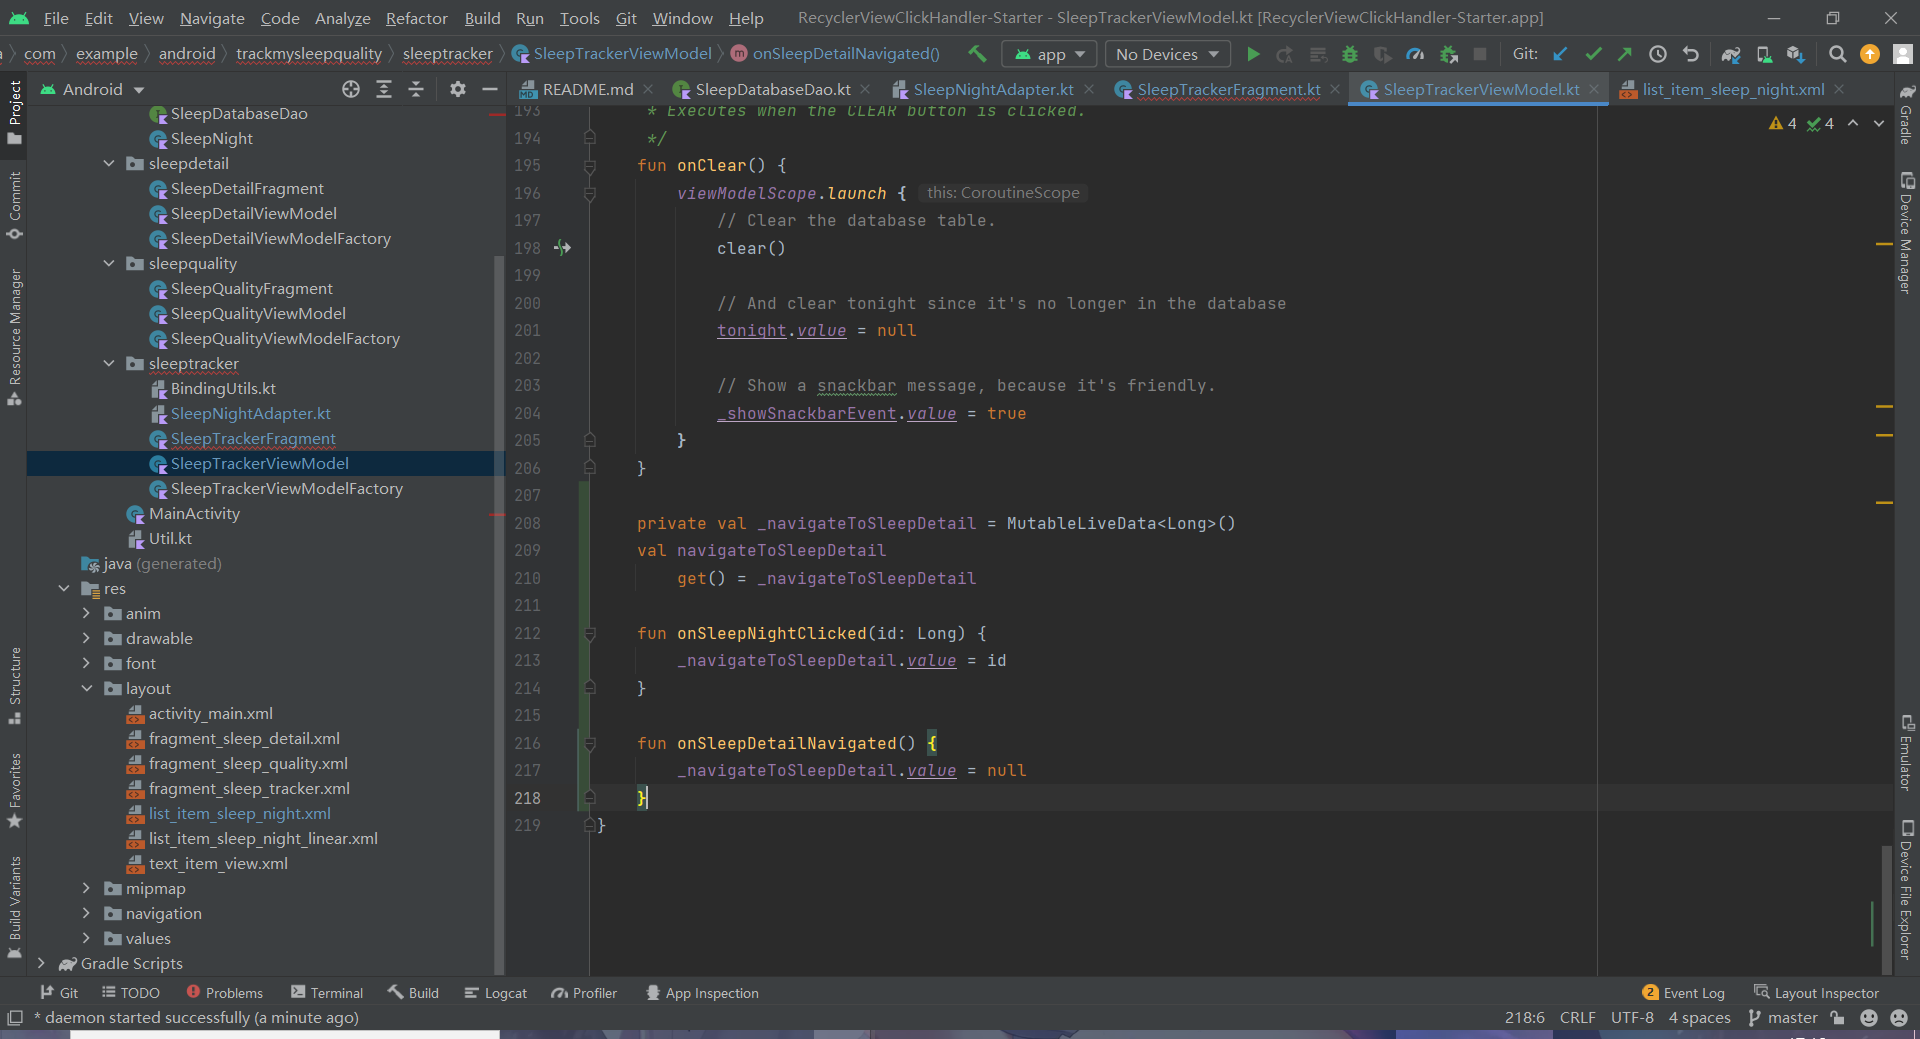 File Edit View Navigate Code Analyze Refactor Build Run Tools Git Window Help RecyclerViewClickHandler-Starter - SleepTrackerViewModel.kt [RecyclerViewClickHandler-Starter.app]
com example android trackmysleepquality sleeptracker SleepTrackerViewModel onSleepDetailNavigated() app No Devices Git:
Android
README.md SleepDatabaseDao.kt SleepNightAdapter.kt SleepTrackerFragment.kt SleepTrackerViewModel.kt list_item_sleep_night.xml
Project
Commit
Resource Manager
Structure
Favorites
Build Variants
SleepDatabaseDao
SleepNight
sleepdetail
SleepDetailFragment
SleepDetailViewModel
SleepDetailViewModelFactory
sleepquality
SleepQualityFragment
SleepQualityViewModel
SleepQualityViewModelFactory
sleeptracker
BindingUtils.kt
SleepNightAdapter.kt
SleepTrackerFragment
SleepTrackerViewModel
SleepTrackerViewModelFactory
MainActivity
Util.kt
java (generated)
res
anim
drawable
font
layout
activity_main.xml
fragment_sleep_detail.xml
fragment_sleep_quality.xml
fragment_sleep_tracker.xml
list_item_sleep_night.xml
list_item_sleep_night_linear.xml
text_item_view.xml
mipmap
navigation
values
Gradle Scripts
4 4
193 * Executes when the CLEAR button is clicked.
194 */
195 fun onClear() {
196 viewModelScope.launch { this: CoroutineScope
197 // Clear the database table.
198 clear()
199
200 // And clear tonight since it's no longer in the database
201 tonight.value = null
202
203 // Show a snackbar message, because it's friendly.
204 _showSnackbarEvent.value = true
205 }
206 }
207
208 private val _navigateToSleepDetail = MutableLiveData<Long>()
209 val navigateToSleepDetail
210 get() = _navigateToSleepDetail
211
212 fun onSleepNightClicked(id: Long) {
213 _navigateToSleepDetail.value = id
214 }
215
216 fun onSleepDetailNavigated() {
217 _navigateToSleepDetail.value = null
218 }
219 }
Gradle
Device Manager
Emulator
Device File Explorer
Git TODO Problems Terminal Build Logcat Profiler App Inspection 2 Event Log Layout Inspector
* daemon started successfully (a minute ago) 218:6 CRLF UTF-8 4 spaces master